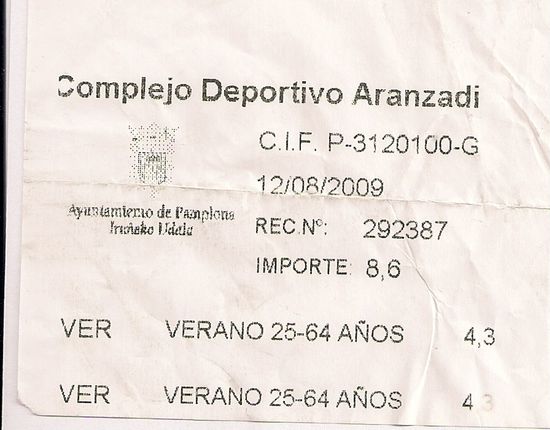 Complejo Deportivo Aranzadi
C.I.F. P-3120100-G
12/08/2009
Ayuntamiento de Pamplona
Iruñeko Udala
REC.Nº: 292387
IMPORTE: 8,6
VER VERANO 25-64 AÑOS 4,3
VER VERANO 25-64 AÑOS 4 3